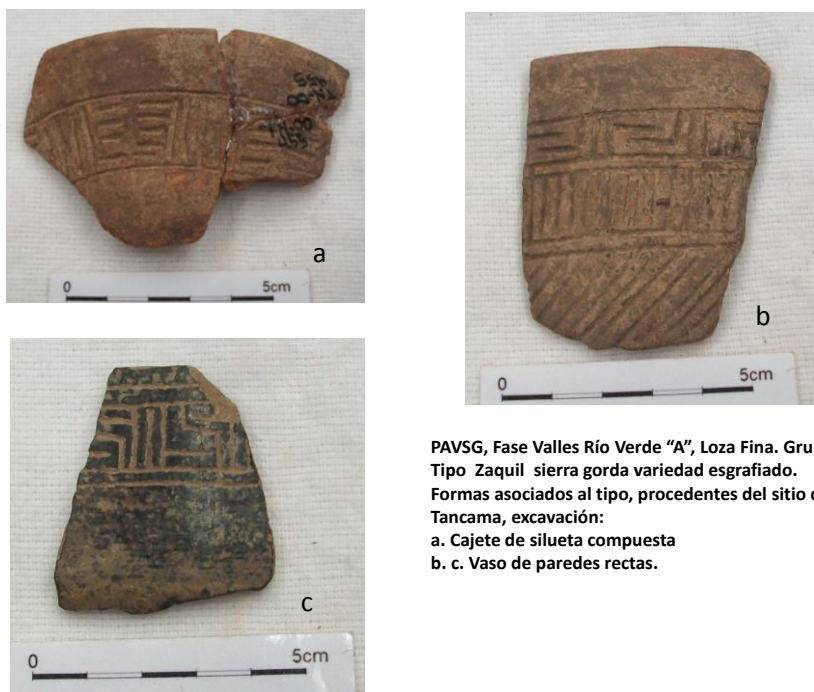 a
0 5cm
b
0 5cm
c
0 5cm
PAVSG, Fase Valles Río Verde “A”, Loza Fina. Gru
Tipo Zaquil sierra gorda variedad esgrafiado.
Formas asociados al tipo, procedentes del sitio
Tancama, excavación:
a. Cajete de silueta compuesta
b. c. Vaso de paredes rectas.